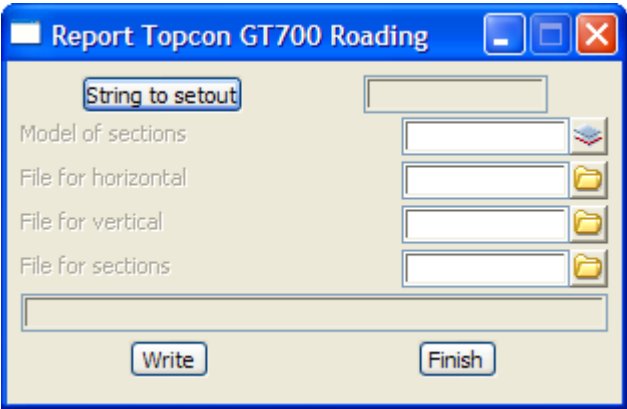 Report Topcon GT700 Roading
String to setout
Model of sections
File for horizontal
File for vertical
File for sections
Write Finish